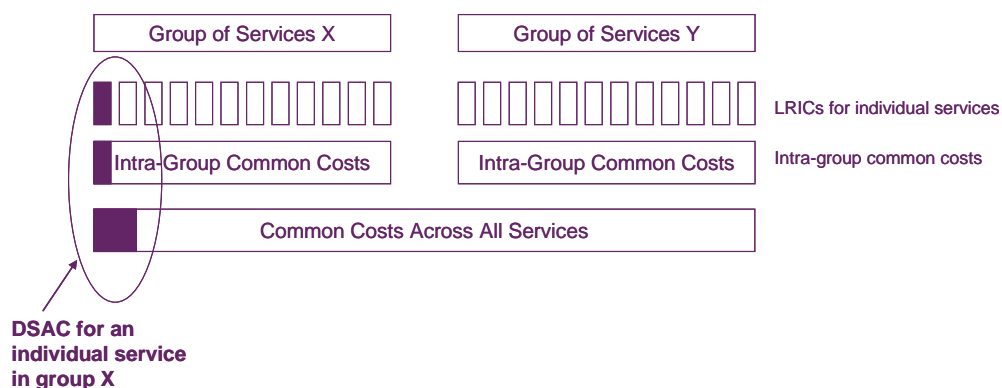 Group of Services X
Group of Services Y
LRICs for individual services
Intra-Group Common Costs
Intra-Group Common Costs
Intra-group common costs
Common Costs Across All Services
DSAC for an
individual service
in group X